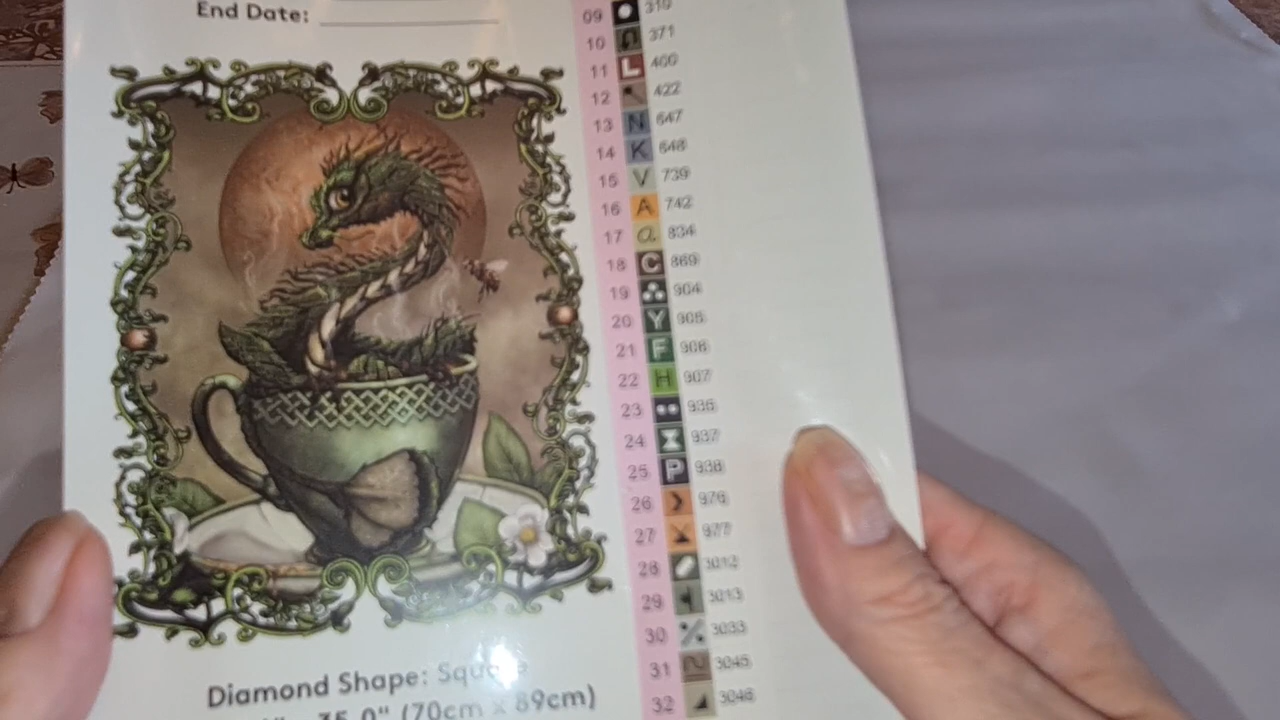 End Date:
09 310
10 371
11 400
12 422
13 N 647
14 K 648
15 V 739
16 A 742
17 a 834
18 C 869
19 904
20 Y 905
21 F 906
22 H 907
23 936
24 937
25 P 938
26 976
27 977
28 3012
29 3013
30 3033
31 3045
32 3046
Diamond Shape: Square
35.0" (70cm x 89cm)